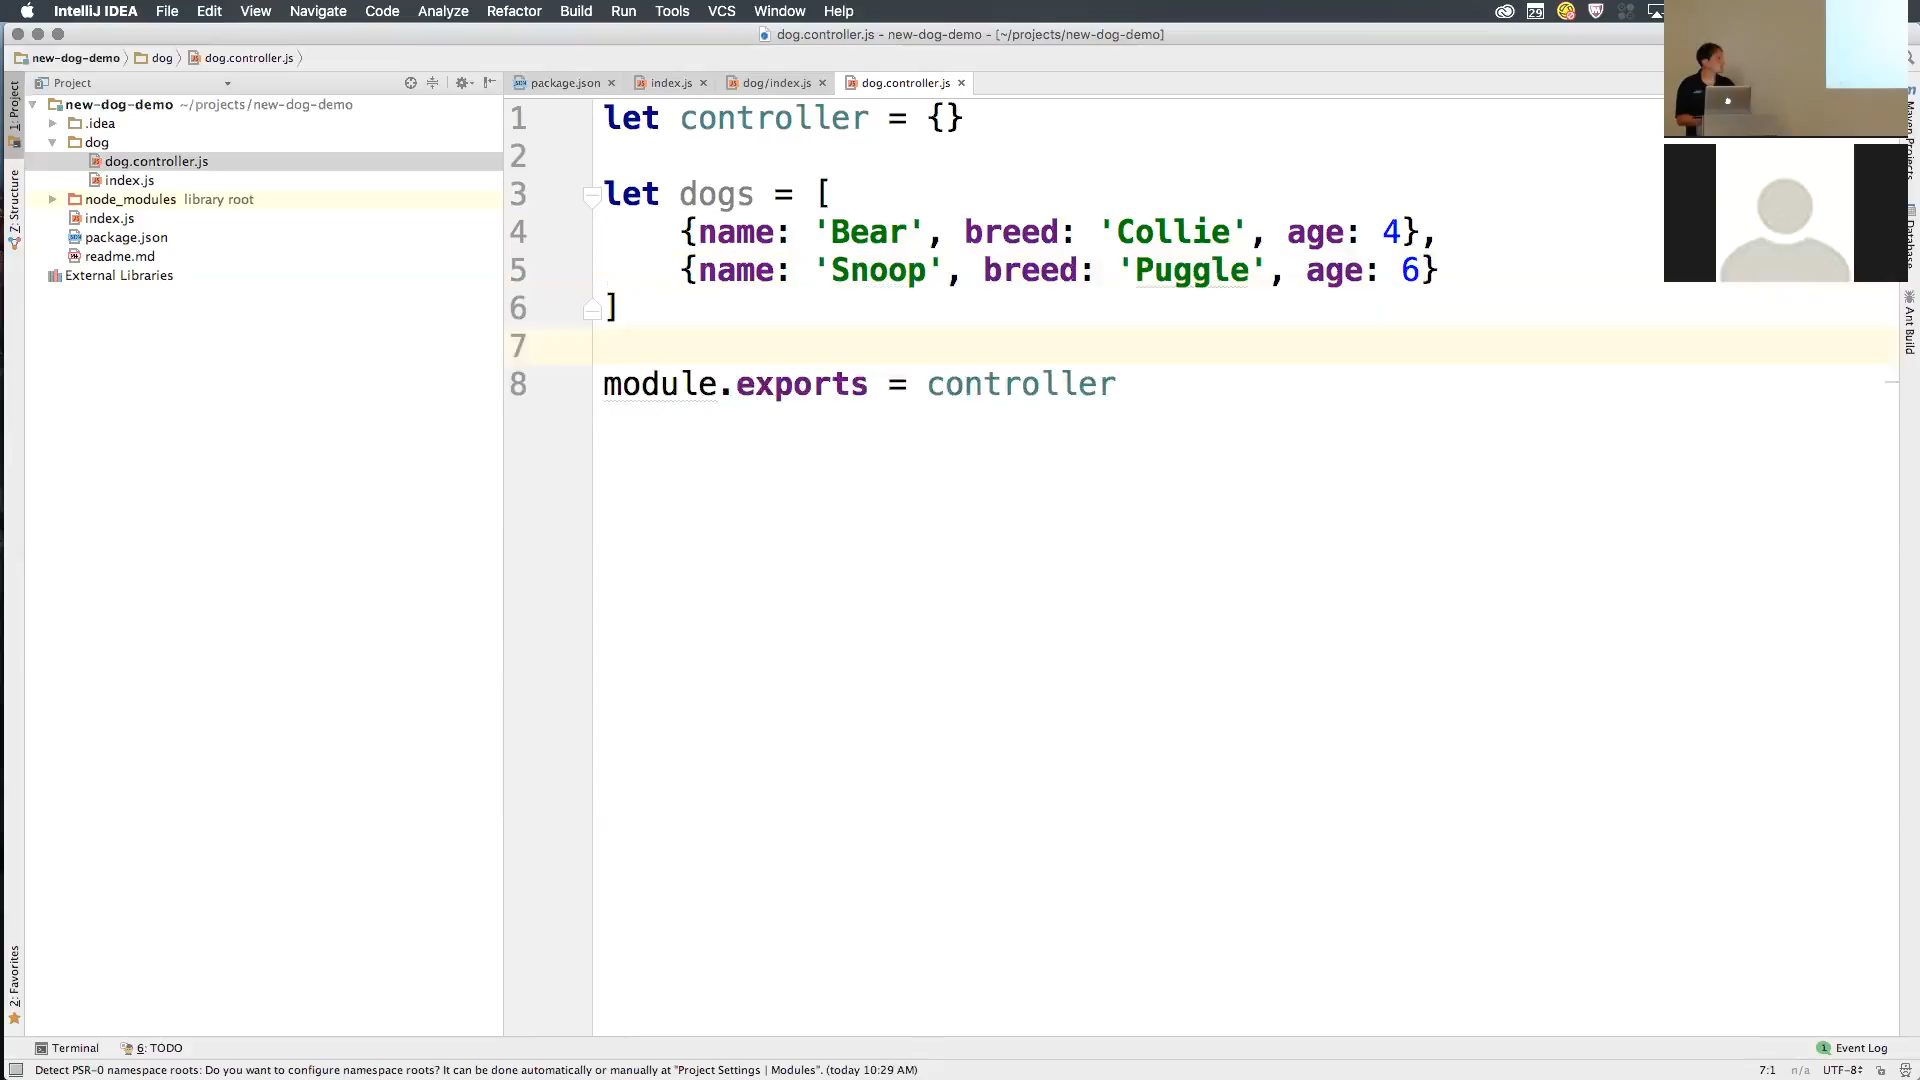 IntelliJ IDEA File Edit View Navigate Code Analyze Refactor Build Run Tools VCS Window Help 29
dog.controller.js - new-dog-demo - [~/projects/new-dog-demo]
new-dog-demo dog dog.controller.js
Project
package.json index.js dog/index.js dog.controller.js
1: Project
7: Structure
2: Favorites
new-dog-demo ~/projects/new-dog-demo
.idea
dog
dog.controller.js
index.js
node_modules library root
index.js
package.json
readme.md
External Libraries
1 let controller = {}
2
3 let dogs = [
4 {name: 'Bear', breed: 'Collie', age: 4},
5 {name: 'Snoop', breed: 'Puggle', age: 6}
6 ]
7
8 module.exports = controller
Maven Projects
Database
Ant Build
Terminal 6: TODO 1 Event Log
Detect PSR-0 namespace roots: Do you want to configure namespace roots? It can be done automatically or manually at "Project Settings | Modules". (today 10:29 AM) 7:1 n/a UTF-8